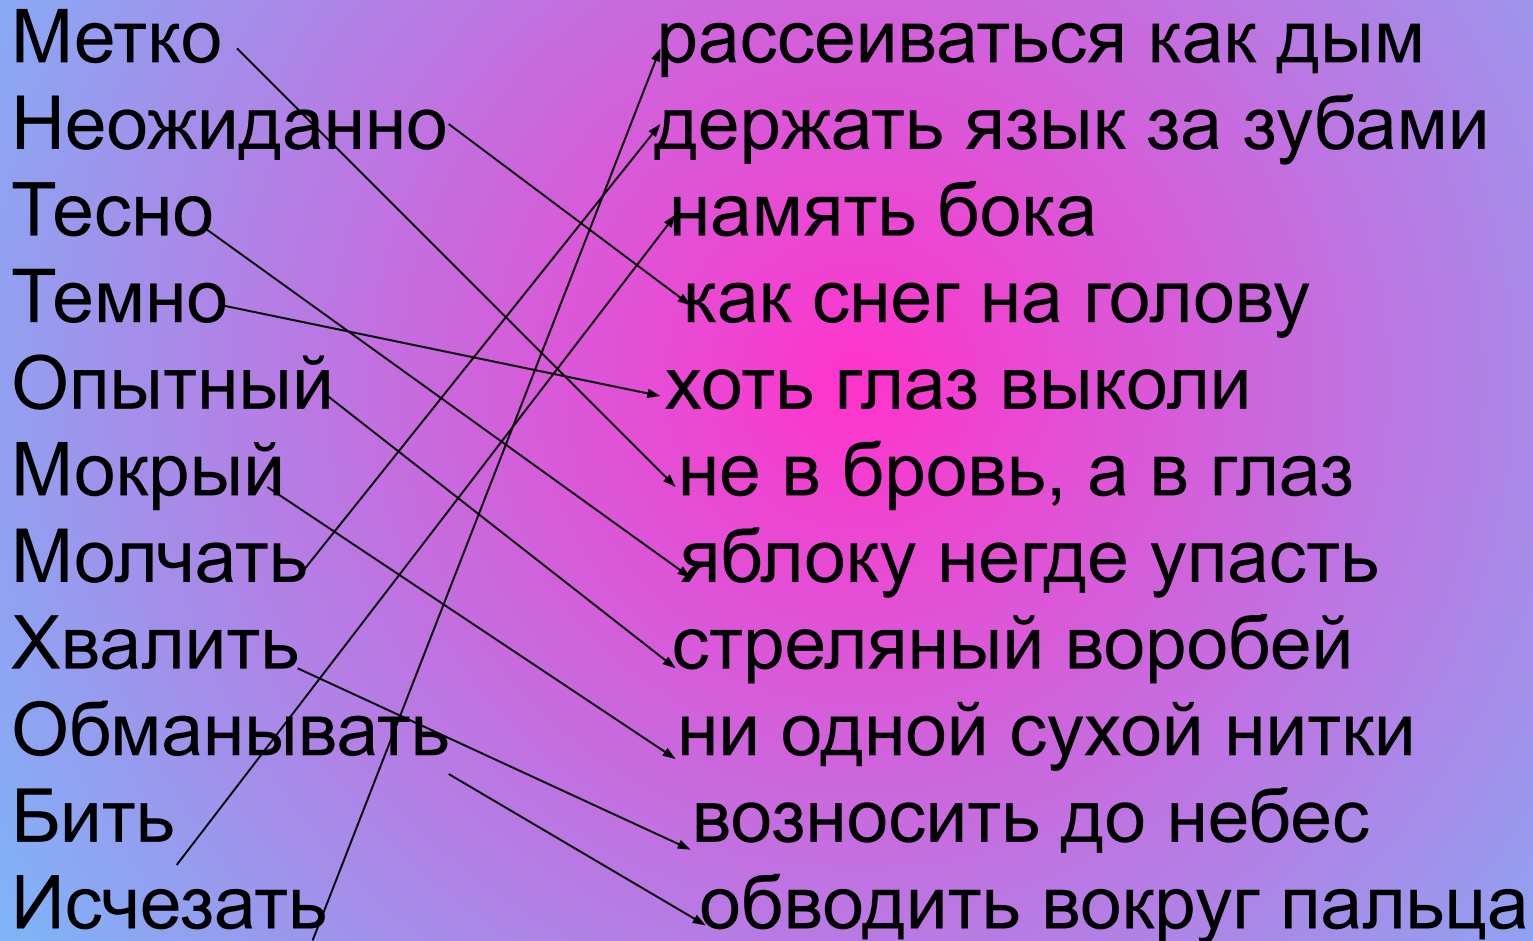 Метко рассеиваться как дым
Неожиданно держать язык за зубами
Тесно намять бока
Темно как снег на голову
Опытный хоть глаз выколи
Мокрый не в бровь, а в глаз
Молчать яблоку негде упасть
Хвалить стреляный воробей
Обманывать ни одной сухой нитки
Бить возносить до небес
Исчезать обводить вокруг пальца